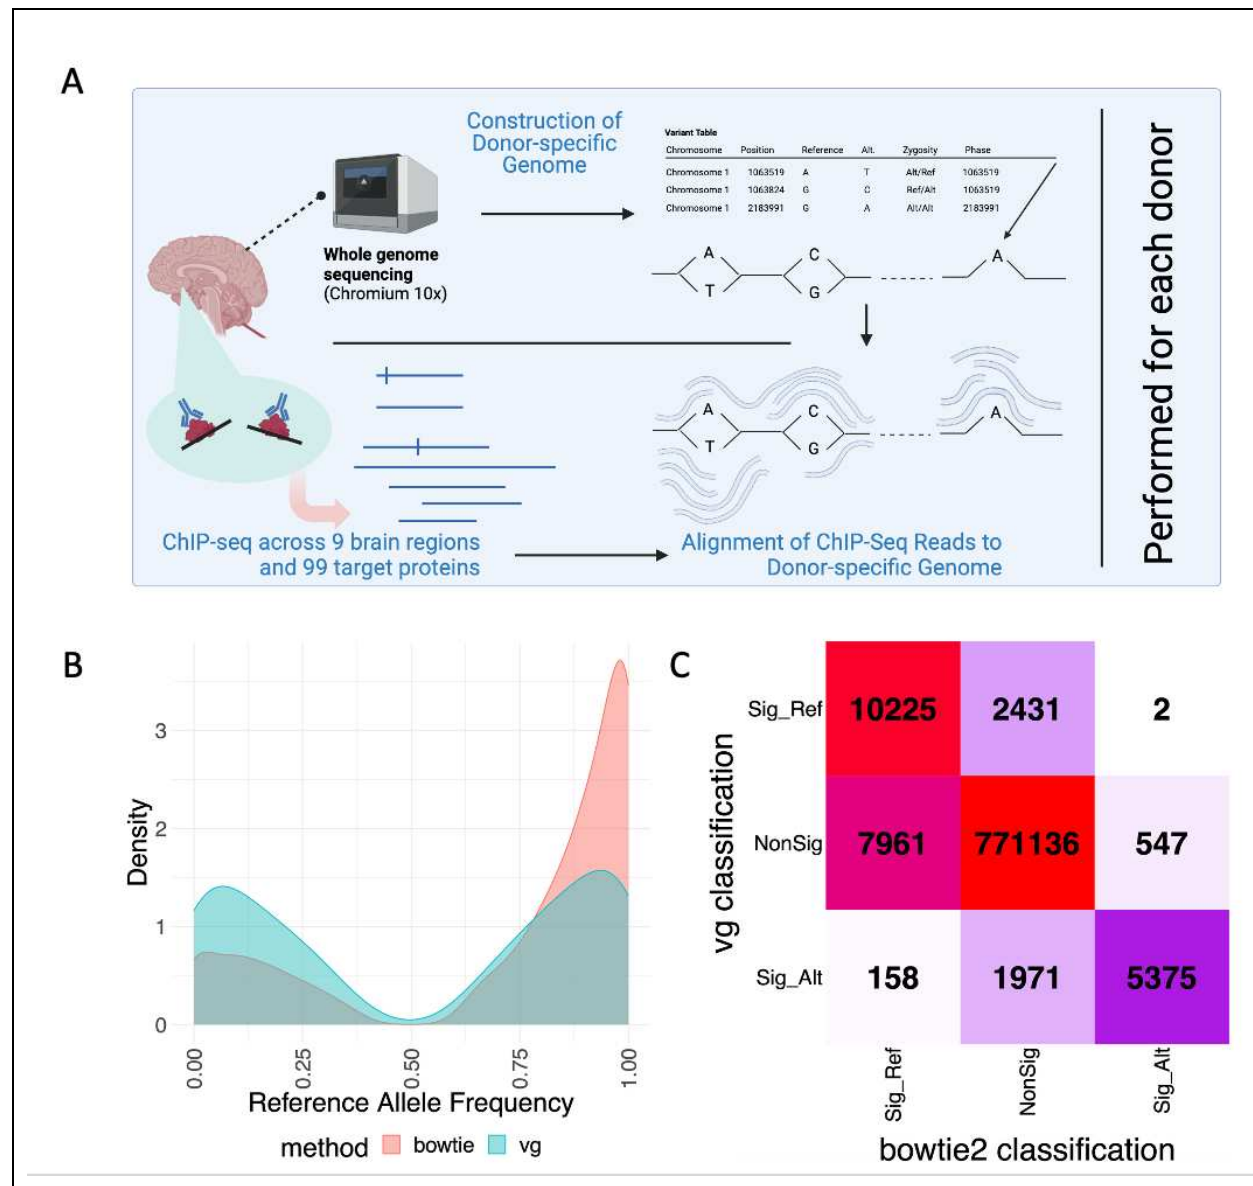 A
Construction of
Donor-specific
Genome
Whole genome
sequencing
(Chromium 10x)
Variant Table
Chromosome Position Reference Alt. Zygosity Phase
Chromosome 1 1063519 A T Alt/Ref 1063519
Chromosome 1 1063824 G C Ref/Alt 1063519
Chromosome 1 2183991 G A Alt/Alt 2183991
A C A
T G
A C A
T G
ChIP-seq across 9 brain regions
and 99 target proteins
Alignment of ChIP-Seq Reads to
Donor-specific Genome
Performed for each donor
B
Density
3
2
1
0
0.00 0.25 0.50 0.75 1.00
Reference Allele Frequency
method bowtie vg
C
vg classification
Sig_Ref 10225 2431 2
NonSig 7961 771136 547
Sig_Alt 158 1971 5375
Sig_Ref NonSig Sig_Alt
bowtie2 classification